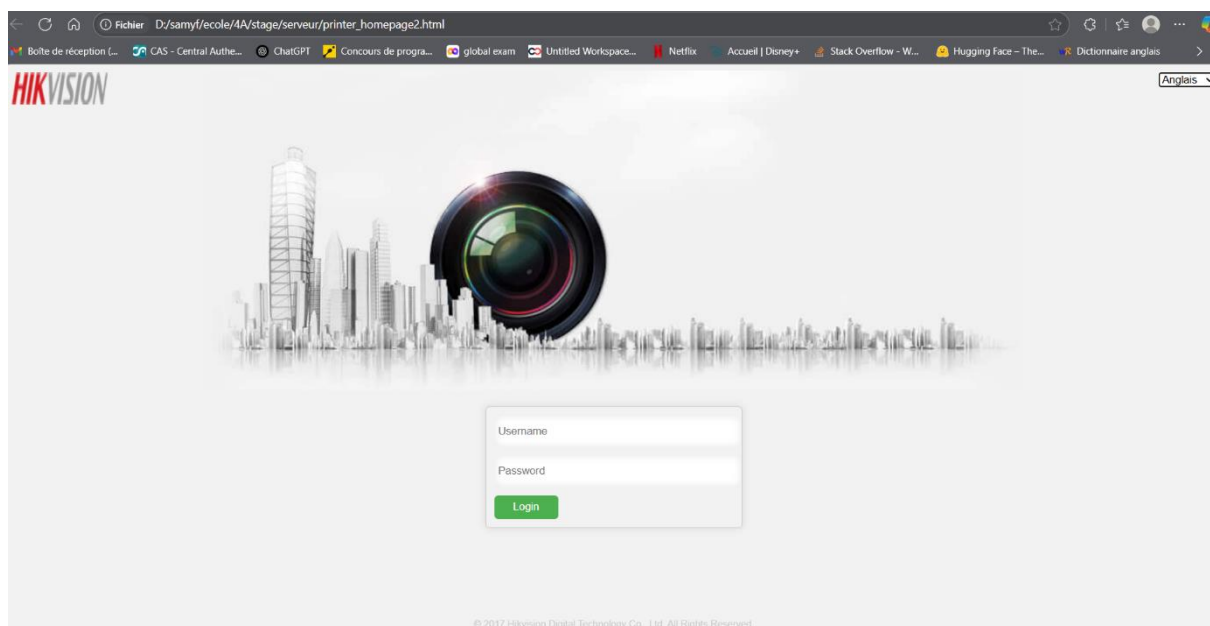 Fichier D:/samyf/ecole/4A/stage/serveur/printer_homepage2.html
Boîte de réception (... CAS - Central Authe... ChatGPT Concours de progra... global exam Untitled Workspace... Netflix Accueil | Disney+ Stack Overflow - W... Hugging Face – The... Dictionnaire anglais
HIKVISION
Anglais
Username
Password
Login
© 2017 Hikvision Digital Technology Co., Ltd. All Rights Reserved.